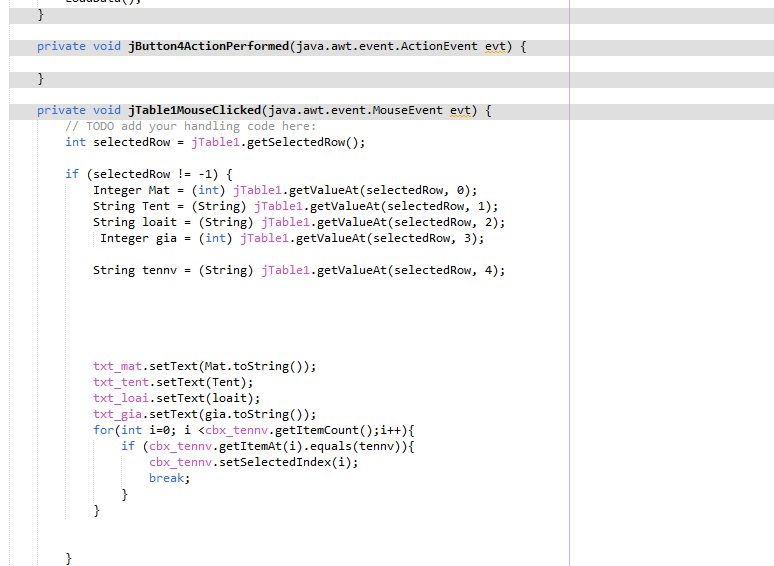 }
private void jButton4ActionPerformed(java.awt.event.ActionEvent evt) {
}
private void jTable1MouseClicked(java.awt.event.MouseEvent evt) {
// TODO add your handling code here:
int selectedRow = jTable1.getSelectedRow();
if (selectedRow != -1) {
Integer Mat = (int) jTable1.getValueAt(selectedRow, 0);
String Tent = (String) jTable1.getValueAt(selectedRow, 1);
String loait = (String) jTable1.getValueAt(selectedRow, 2);
Integer gia = (int) jTable1.getValueAt(selectedRow, 3);
String tennv = (String) jTable1.getValueAt(selectedRow, 4);
txt_mat.setText(Mat.toString());
txt_tent.setText(Tent);
txt_loai.setText(loait);
txt_gia.setText(gia.toString());
for(int i=0; i <cbx_tennv.getItemCount();i++){
if (cbx_tennv.getItemAt(i).equals(tennv)){
cbx_tennv.setSelectedIndex(i);
break;
}
}
}